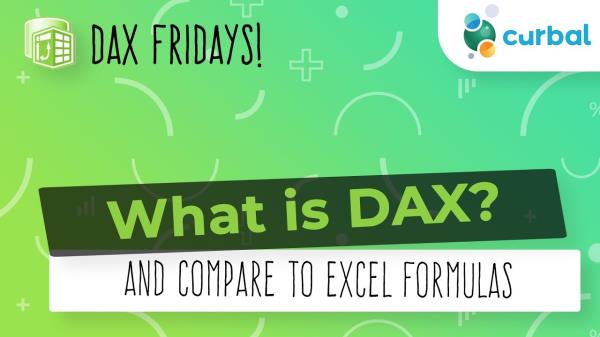 DAX FRIDAYS!
curbal
What is DAX?
AND COMPARE TO EXCEL FORMULAS